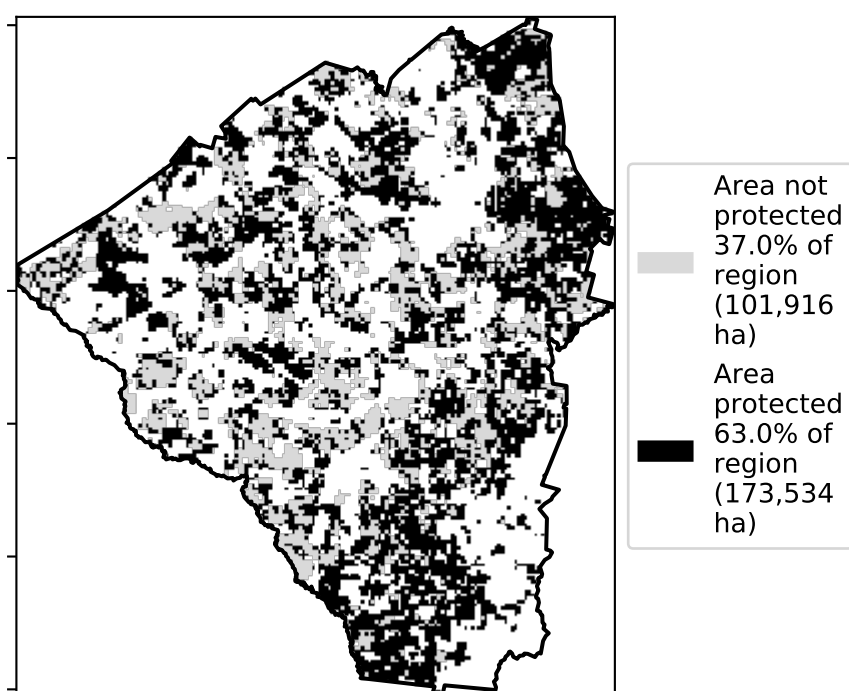 Area not
protected
37.0% of
region
(101,916
ha)
Area
protected
63.0% of
region
(173,534
ha)